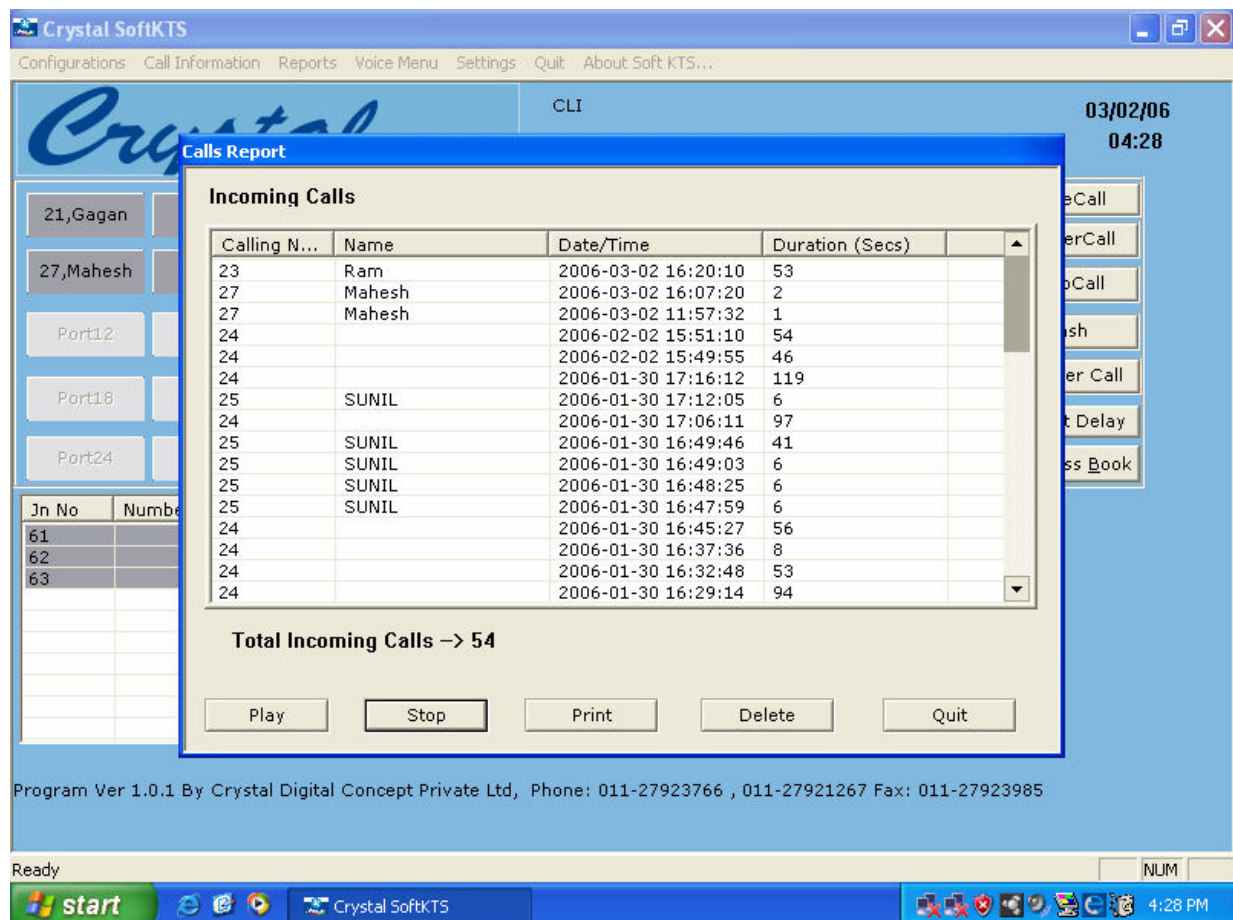 Crystal SoftKTS
Configurations Call Information Reports Voice Menu Settings Quit About Soft KTS...
Crystal
CLI
03/02/06
04:28
Calls Report
Incoming Calls
21,Gagan
27,Mahesh
Port12
Port18
Port24
Calling N... Name Date/Time Duration (Secs)
23 Ram 2006-03-02 16:20:10 53
27 Mahesh 2006-03-02 16:07:20 2
27 Mahesh 2006-03-02 11:57:32 1
24 2006-02-02 15:51:10 54
24 2006-02-02 15:49:55 46
24 2006-01-30 17:16:12 119
25 SUNIL 2006-01-30 17:12:05 6
24 2006-01-30 17:06:11 97
25 SUNIL 2006-01-30 16:49:46 41
25 SUNIL 2006-01-30 16:49:03 6
25 SUNIL 2006-01-30 16:48:25 6
25 SUNIL 2006-01-30 16:47:59 6
24 2006-01-30 16:45:27 56
24 2006-01-30 16:37:36 8
24 2006-01-30 16:32:48 53
24 2006-01-30 16:29:14 94
Total Incoming Calls --> 54
Play Stop Print Delete Quit
eCall
erCall
Call
er Call
t Delay
ss Book
Jn No Numbe
61
62
63
Program Ver 1.0.1 By Crystal Digital Concept Private Ltd, Phone: 011-27923766 , 011-27921267 Fax: 011-27923985
Ready NUM
start Crystal SoftKTS 4:28 PM